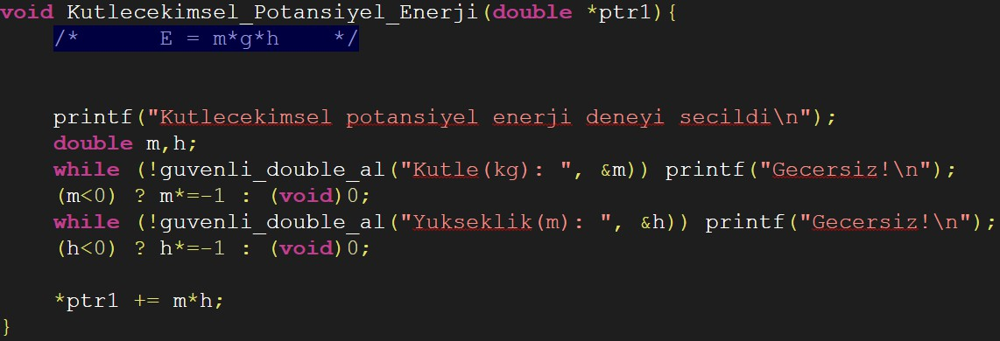 void Kutlecekimsel_Potansiyel_Enerji(double *ptr1){
/* E = m*g*h */
printf("Kutlecekimsel potansiyel enerji deneyi secildi\n");
double m,h;
while (!guvenli_double_al("Kutle(kg): ", &m)) printf("Gecersiz!\n");
(m<0) ? m*=-1 : (void)0;
while (!guvenli_double_al("Yukseklik(m): ", &h)) printf("Gecersiz!\n");
(h<0) ? h*=-1 : (void)0;
*ptr1 += m*h;
}